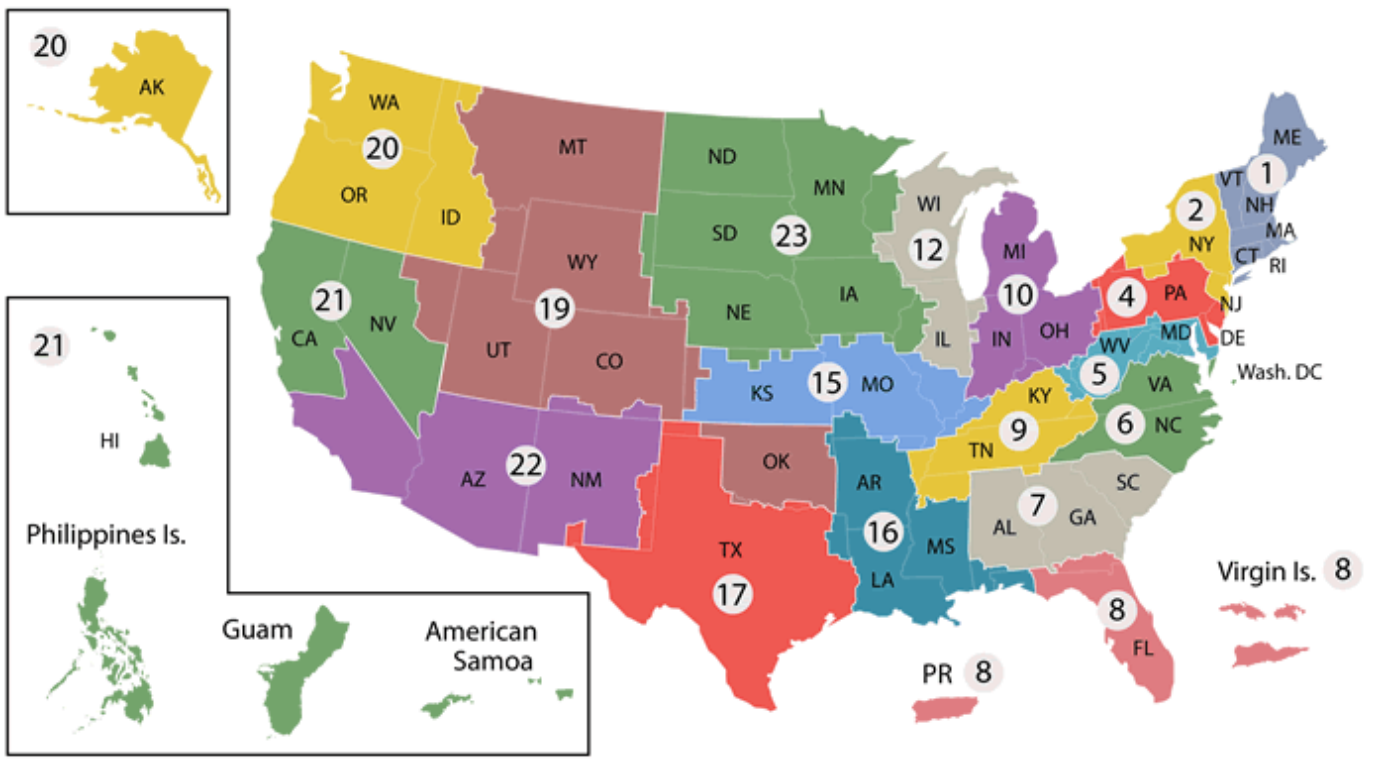 20
AK
WA
20
OR
ID
MT
ND
MN
WI
ME
VT
1
NH
2
NY
MA
CT
RI
SD
23
12
MI
WY
21
CA
NV
19
NE
IA
10
4
PA
NJ
IL
IN
OH
MD
DE
WV
UT
CO
KS
15
MO
5
Wash. DC
KY
VA
9
6
NC
TN
21
HI
AZ
22
NM
OK
AR
SC
7
AL
GA
16
MS
TX
LA
17
Philippines Is.
Guam
American
Samoa
8
FL
Virgin Is. 8
PR 8